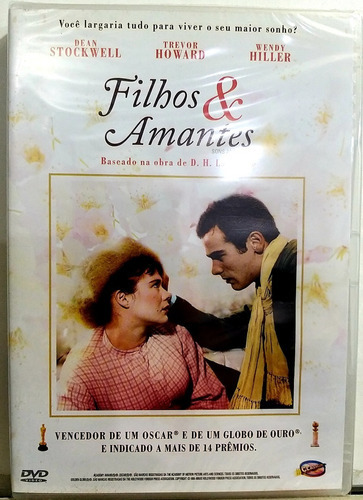 Você largaria tudo para viver o seu maior sonho?
DEAN STOCKWELL
TREVOR HOWARD
WENDY HILLER
Filhos &
Amantes
Baseado na obra de D. H. L
VENCEDOR DE UM OSCAR® E DE UM GLOBO DE OURO®.
E INDICADO A MAIS DE 14 PRÊMIOS.
DVD
VIDEO